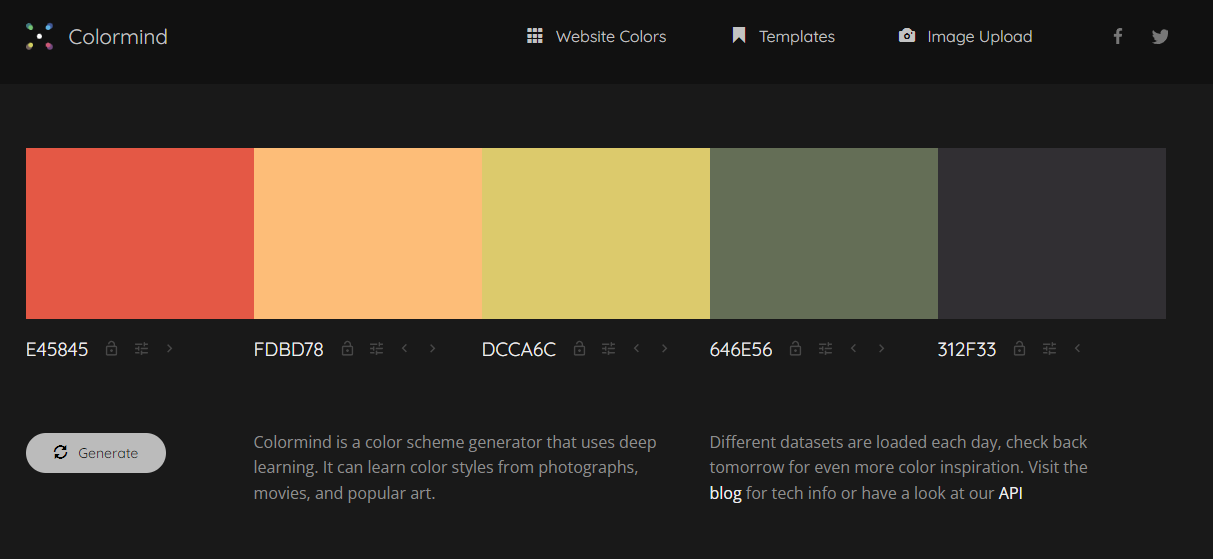 Colormind
Website Colors
Templates
Image Upload
E45845
FDBD78
DCCA6C
646E56
312F33
Generate
Colormind is a color scheme generator that uses deep
learning. It can learn color styles from photographs,
movies, and popular art.
Different datasets are loaded each day, check back
tomorrow for even more color inspiration. Visit the
blog for tech info or have a look at our API